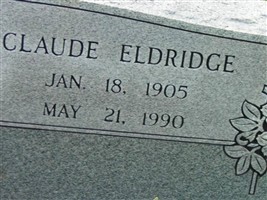 CLAUDE ELDRIDGE
JAN. 18, 1905
MAY 21, 1990